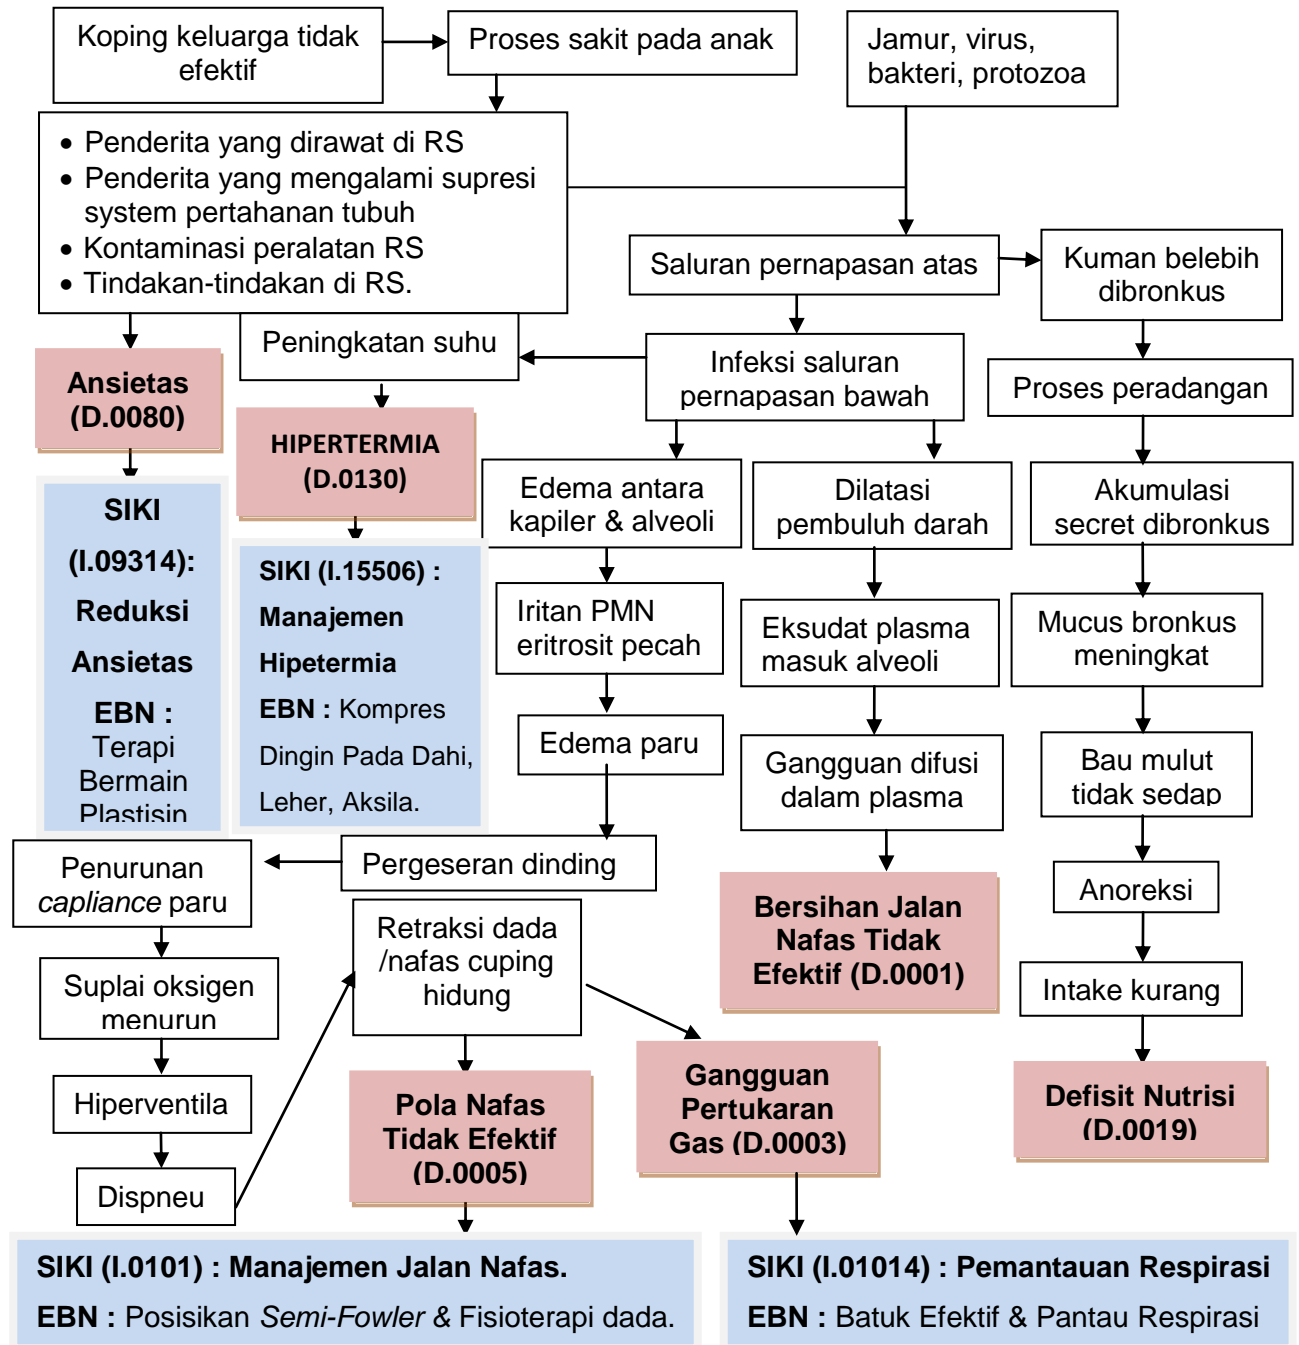 Koping keluarga tidak
efektif
Proses sakit pada anak
Jamur, virus,
bakteri, protozoa
• Penderita yang dirawat di RS
• Penderita yang mengalami supresi
system pertahanan tubuh
• Kontaminasi peralatan RS
• Tindakan-tindakan di RS.
Saluran pernapasan atas
Kuman belebih
dibronkus
Peningkatan suhu
Infeksi saluran
pernapasan bawah
Proses peradangan
Ansietas
(D.0080)
HIPERTERMIA
(D.0130)
Edema antara
kapiler & alveoli
Dilatasi
pembuluh darah
Akumulasi
secret dibronkus
SIKI
(I.09314):
Reduksi
Ansietas
EBN :
Terapi
Bermain
Plastisin
SIKI (I.15506) :
Manajemen
Hipetermia
EBN : Kompres
Dingin Pada Dahi,
Leher, Aksila.
Iritan PMN
eritrosit pecah
Eksudat plasma
masuk alveoli
Mucus bronkus
meningkat
Edema paru
Gangguan difusi
dalam plasma
Bau mulut
tidak sedap
Penurunan
capliance paru
Pergeseran dinding
Bersihan Jalan
Nafas Tidak
Efektif (D.0001)
Anoreksi
Suplai oksigen
menurun
Retraksi dada
/nafas cuping
hidung
Intake kurang
Hiperventila
Pola Nafas
Tidak Efektif
(D.0005)
Gangguan
Pertukaran
Gas (D.0003)
Defisit Nutrisi
(D.0019)
Dispneu
SIKI (I.0101) : Manajemen Jalan Nafas.
EBN : Posisikan Semi-Fowler & Fisioterapi dada.
SIKI (I.01014) : Pemantauan Respirasi
EBN : Batuk Efektif & Pantau Respirasi